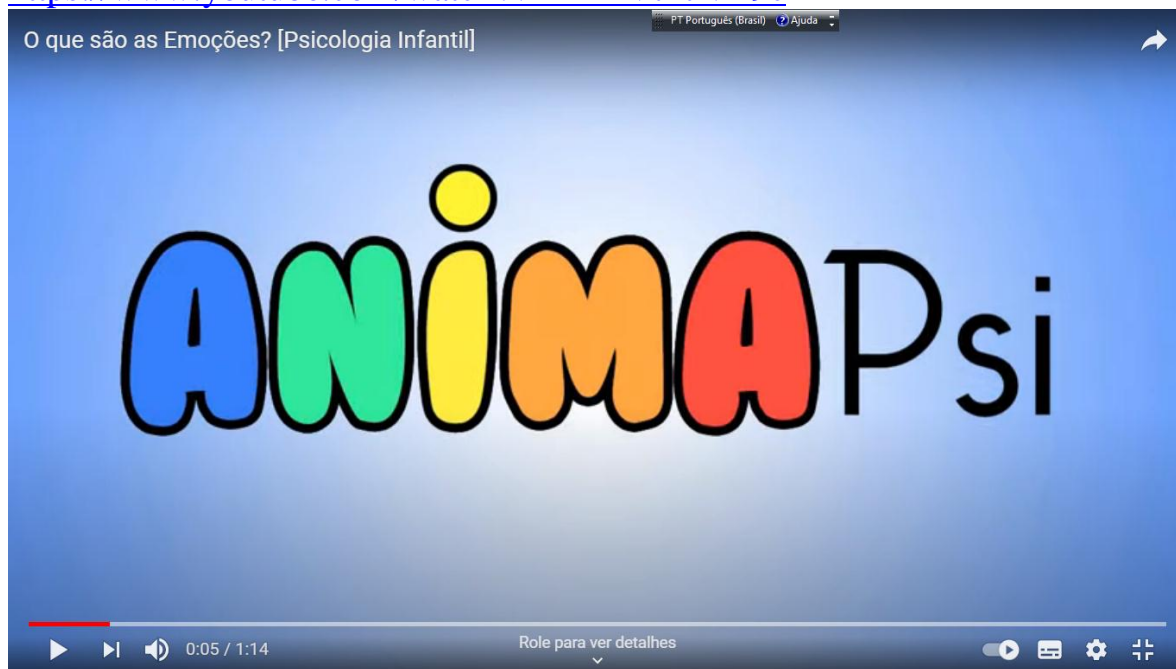 PT Português (Brasil) Ajuda
O que são as Emoções? [Psicologia Infantil]
ANiMAPsi
0:05 / 1:14
Role para ver detalhes